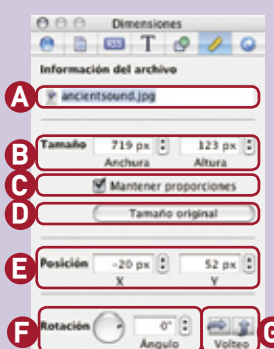 Dimensiones
RSS T
Información del archivo
A ancientsound.jpg
B Tamaño 719 px 123 px
Anchura Altura
C Mantener proporciones
D Tamaño original
E Posición -20 px 52 px
X Y
F Rotación 0° G
Ángulo Volteo